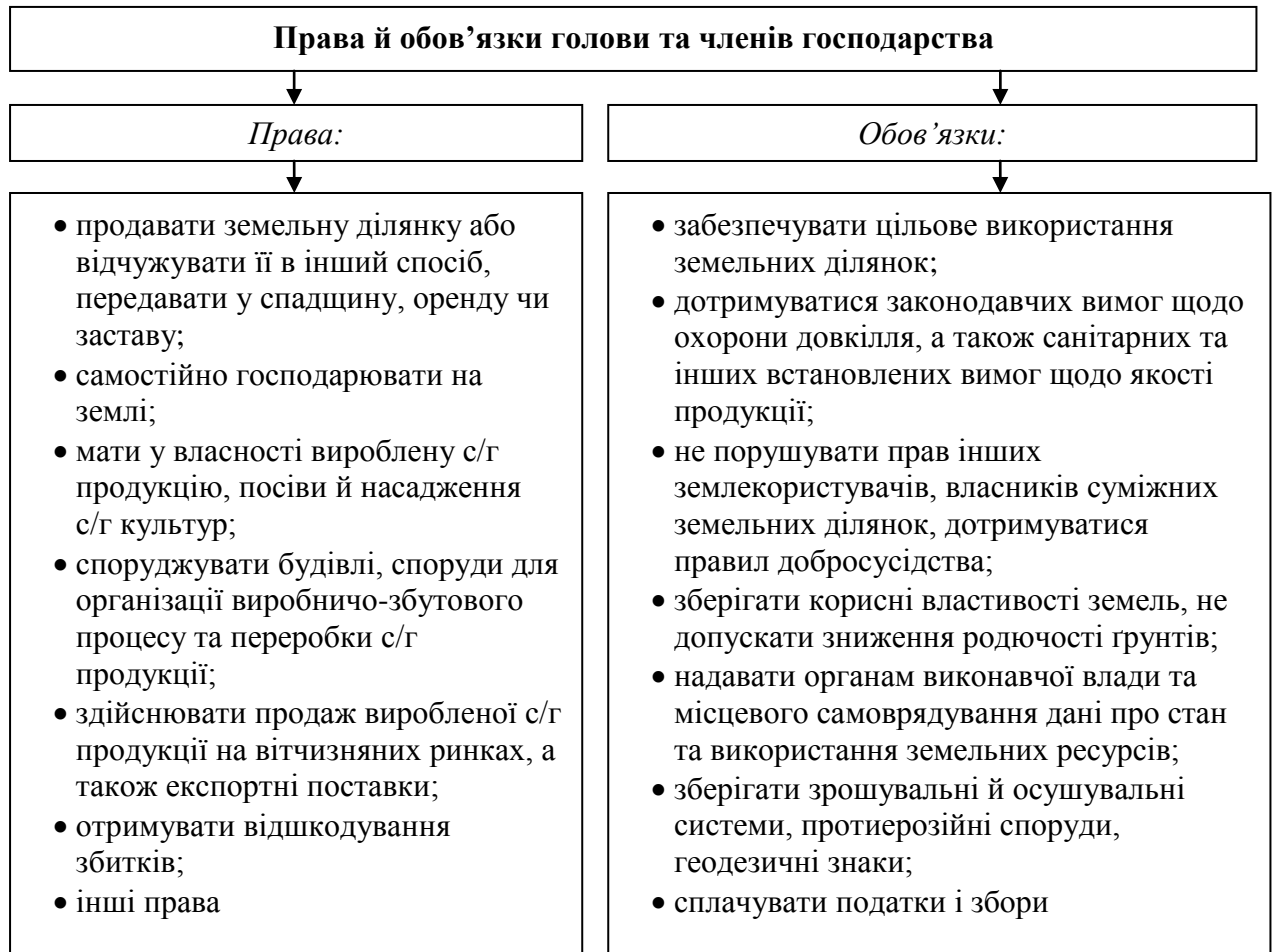 Права й обов’язки голови та членів господарства
Права:
• продавати земельну ділянку або
відчужувати її в інший спосіб,
передавати у спадщину, оренду чи
заставу;
• самостійно господарювати на
землі;
• мати у власності вироблену с/г
продукцію, посіви й насадження
с/г культур;
• споруджувати будівлі, споруди для
організації виробничо-збутового
процесу та переробки с/г
продукції;
• здійснювати продаж виробленої с/г
продукції на вітчизняних ринках, а
також експортні поставки;
• отримувати відшкодування
збитків;
• інші права
Обов’язки:
• забезпечувати цільове використання
земельних ділянок;
• дотримуватися законодавчих вимог щодо
охорони довкілля, а також санітарних та
інших встановлених вимог щодо якості
продукції;
• не порушувати прав інших
землекористувачів, власників суміжних
земельних ділянок, дотримуватися
правил добросусідства;
• зберігати корисні властивості земель, не
допускати зниження родючості ґрунтів;
• надавати органам виконавчої влади та
місцевого самоврядування дані про стан
та використання земельних ресурсів;
• зберігати зрошувальні й осушувальні
системи, протиерозійні споруди,
геодезичні знаки;
• сплачувати податки і збори